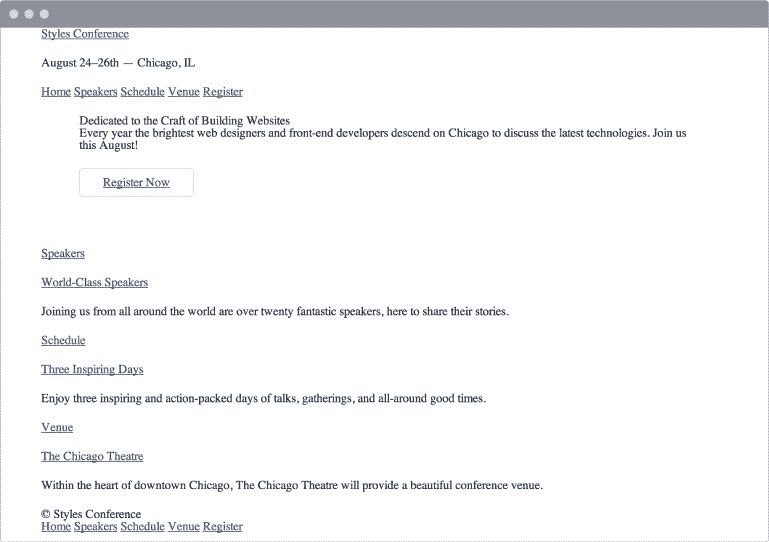 Styles Conference
August 24–26th — Chicago, IL
Home Speakers Schedule Venue Register
Dedicated to the Craft of Building Websites
Every year the brightest web designers and front-end developers descend on Chicago to discuss the latest technologies. Join us
this August!
Register Now
Speakers
World-Class Speakers
Joining us from all around the world are over twenty fantastic speakers, here to share their stories.
Schedule
Three Inspiring Days
Enjoy three inspiring and action-packed days of talks, gatherings, and all-around good times.
Venue
The Chicago Theatre
Within the heart of downtown Chicago, The Chicago Theatre will provide a beautiful conference venue.
© Styles Conference
Home Speakers Schedule Venue Register